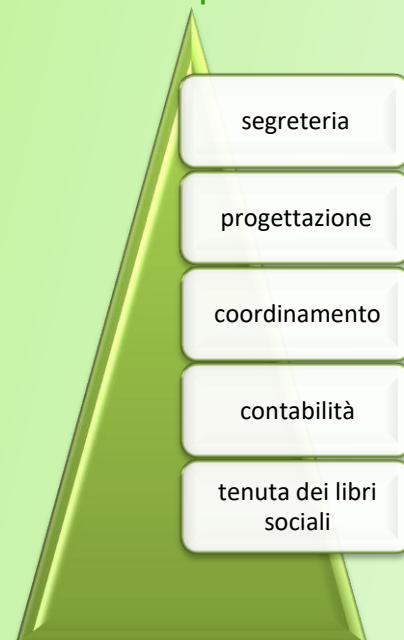 segreteria
progettazione
coordinamento
contabilità
tenuta dei libri
sociali